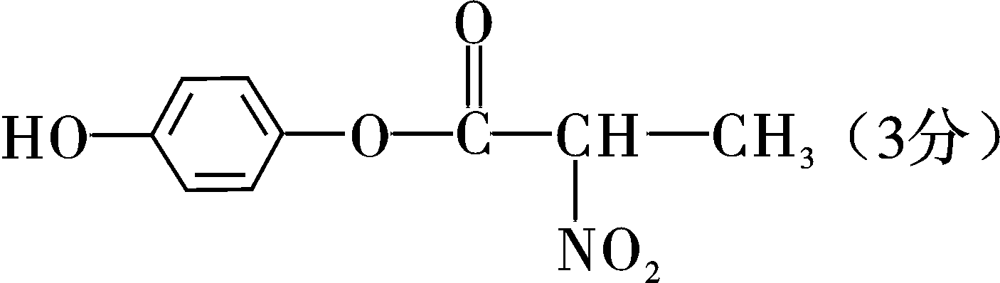 O
HO O C CH CH₃ (3分)
NO₂